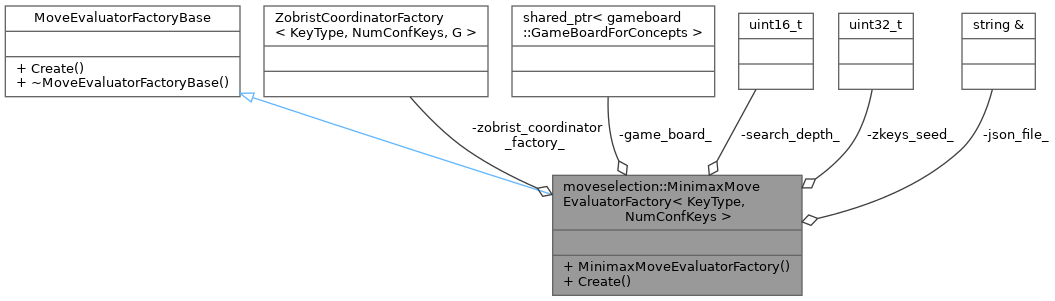 MoveEvaluatorFactoryBase
+ Create()
+ ~MoveEvaluatorFactoryBase()
ZobristCoordinatorFactory
< KeyType, NumConfKeys, G >
shared_ptr< gameboard
::GameBoardForConcepts >
uint16_t
uint32_t
string &
-zobrist_coordinator
_factory_
-game_board_
-search_depth_
-zkeys_seed_
-json_file_
moveselection::MinimaxMove
EvaluatorFactory< KeyType,
NumConfKeys >
+ MinimaxMoveEvaluatorFactory()
+ Create()